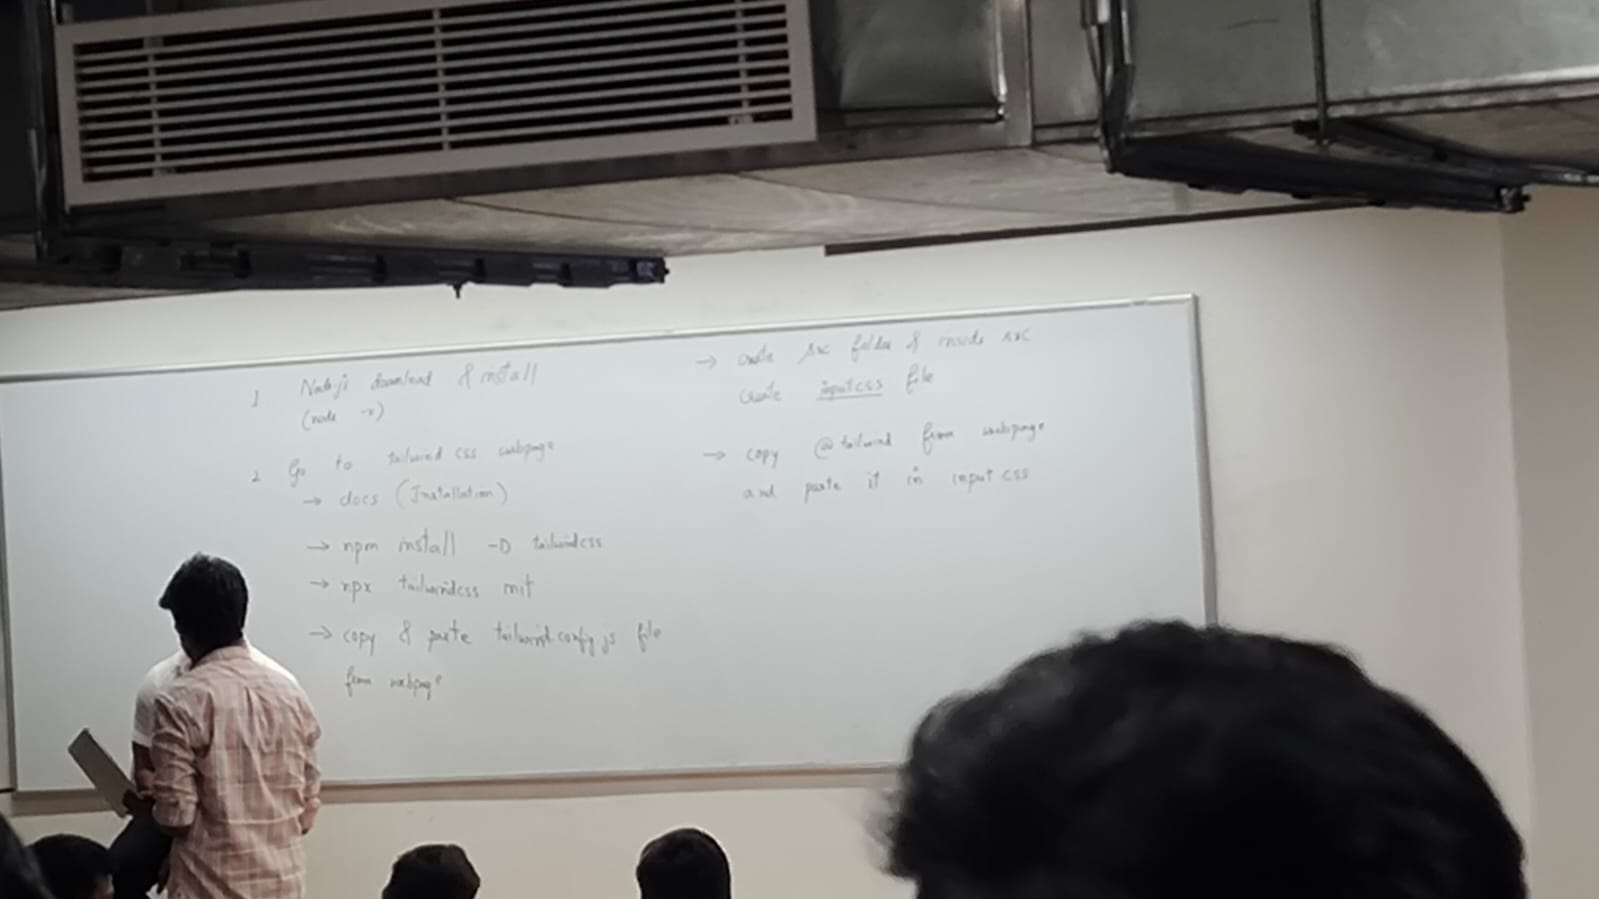 1 Node js download & install
(node -v)
2 Go to tailwind css webpage
→ docs (Installation)
→ npm install -D tailwindcss
→ npx tailwindcss init
→ copy & paste tailwind.config.js file
from webpage
→ create src folder & inside src
create input css file
→ copy @tailwind from webpage
and paste it in input css